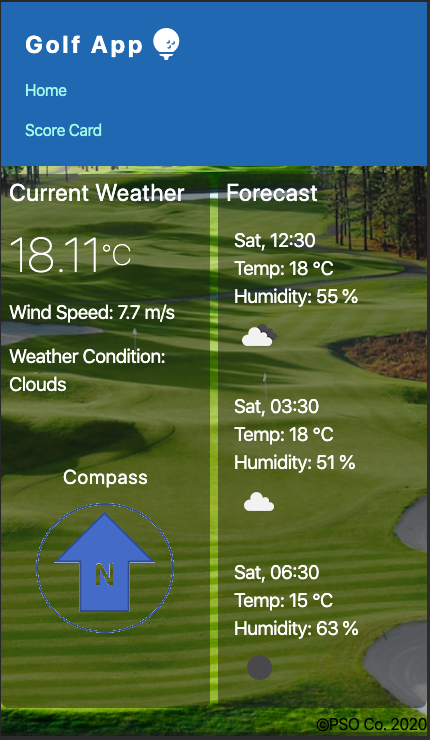 Golf App
Home
Score Card
Current Weather
18.11°C
Wind Speed: 7.7 m/s
Weather Condition:
Clouds
Compass
N
Forecast
Sat, 12:30
Temp: 18 °C
Humidity: 55 %
Sat, 03:30
Temp: 18 °C
Humidity: 51 %
Sat, 06:30
Temp: 15 °C
Humidity: 63 %
©PSO Co. 2020